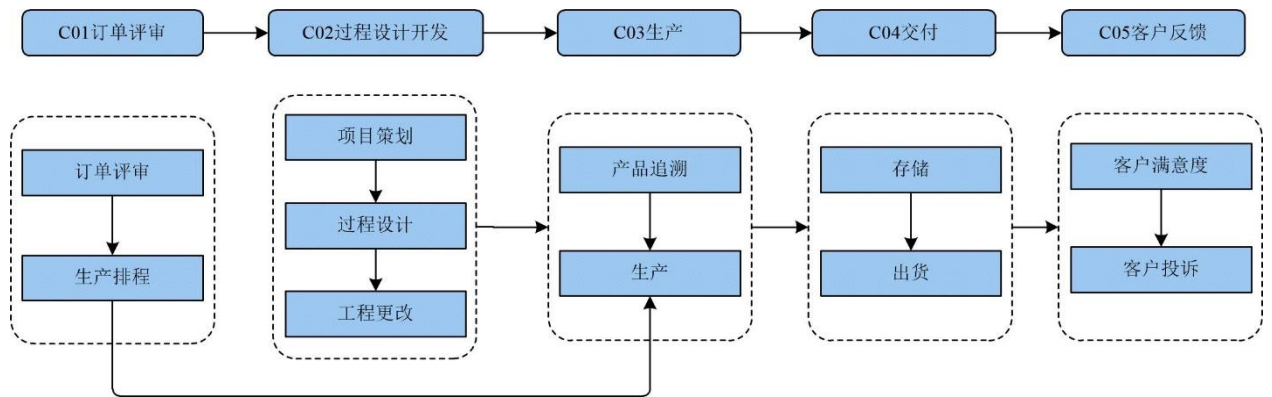 C01订单评审
C02过程设计开发
C03生产
C04交付
C05客户反馈
订单评审
生产排程
项目策划
过程设计
工程更改
产品追溯
生产
存储
出货
客户满意度
客户投诉